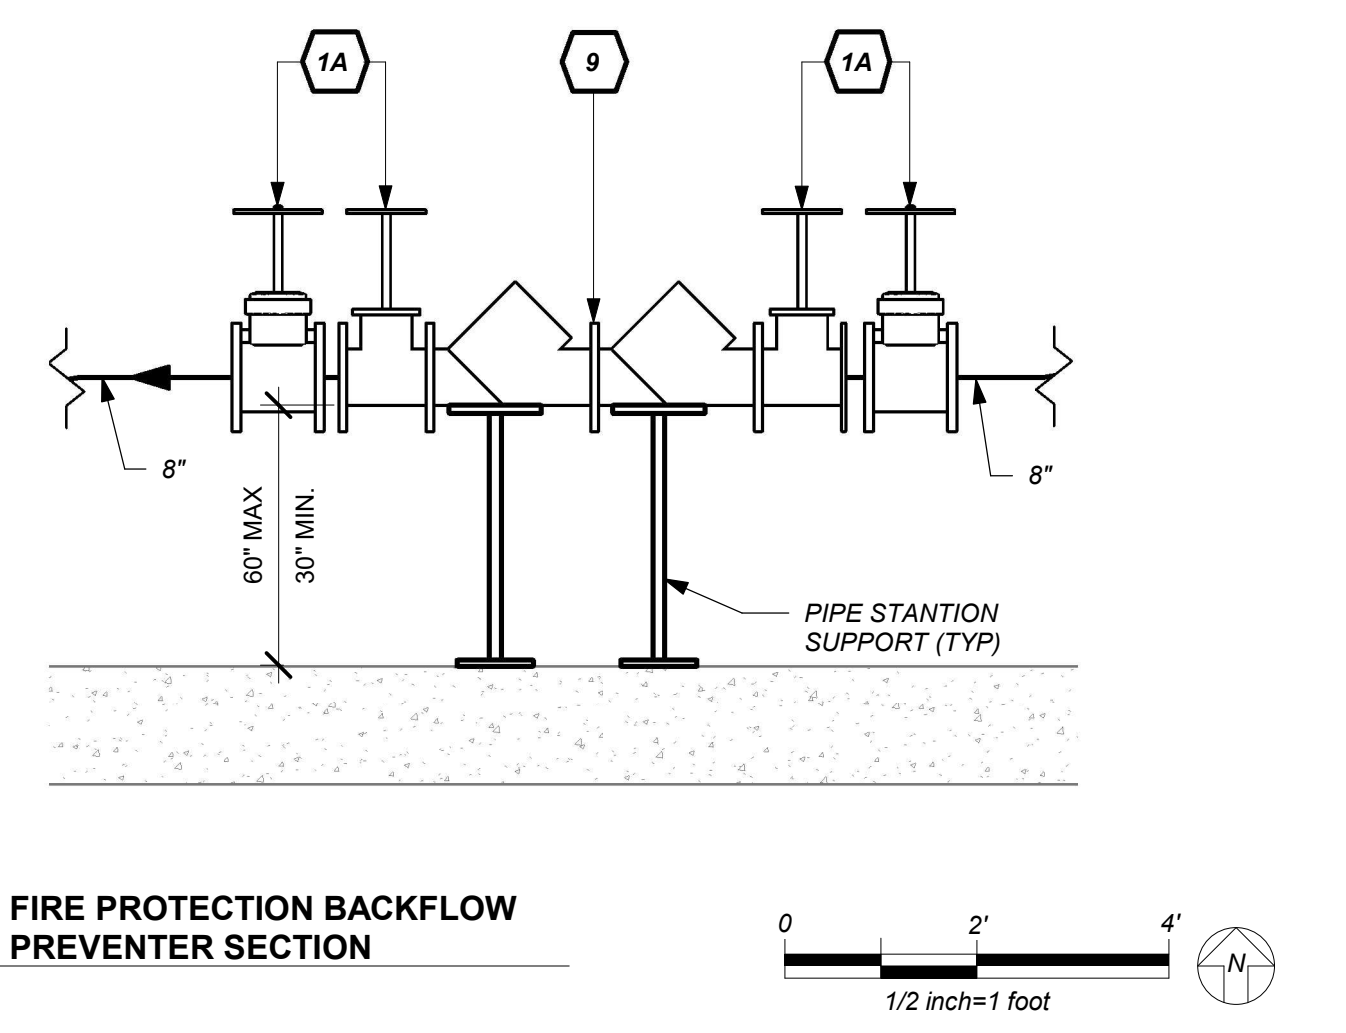 1A
9
1A
8"
8"
60" MAX
30" MIN.
PIPE STANTION
SUPPORT (TYP)
FIRE PROTECTION BACKFLOW
PREVENTER SECTION
0 2' 4'
N
1/2 inch=1 foot